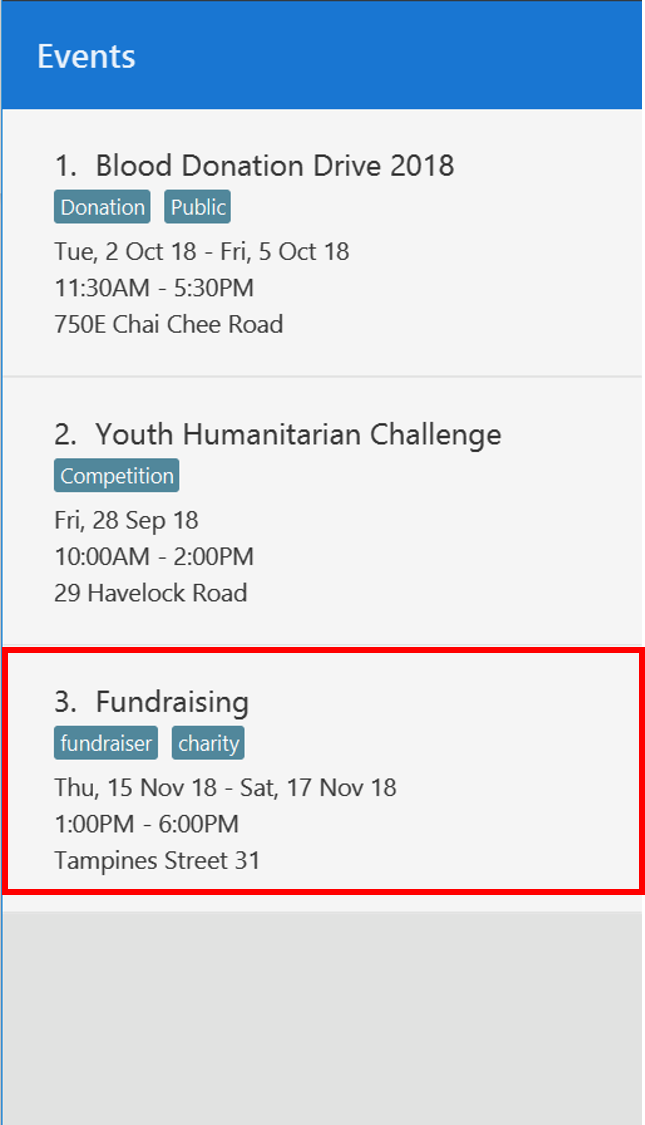 Events
1. Blood Donation Drive 2018
Donation Public
Tue, 2 Oct 18 - Fri, 5 Oct 18
11:30AM - 5:30PM
750E Chai Chee Road
2. Youth Humanitarian Challenge
Competition
Fri, 28 Sep 18
10:00AM - 2:00PM
29 Havelock Road
3. Fundraising
fundraiser charity
Thu, 15 Nov 18 - Sat, 17 Nov 18
1:00PM - 6:00PM
Tampines Street 31